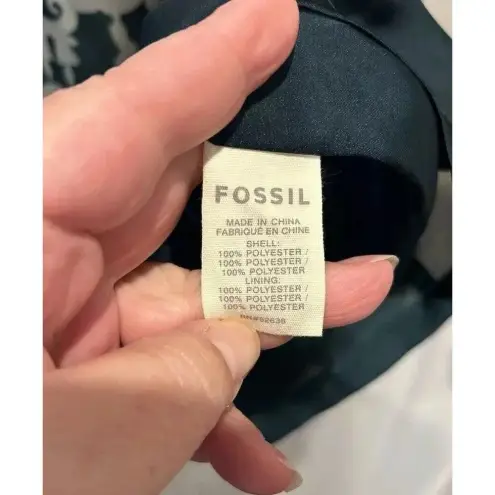 FOSSIL
MADE IN CHINA
FABRIQUÉ EN CHINE
SHELL:
100% POLYESTER /
100% POLYESTER /
100% POLYESTER
LINING:
100% POLYESTER /
100% POLYESTER /
100% POLYESTER